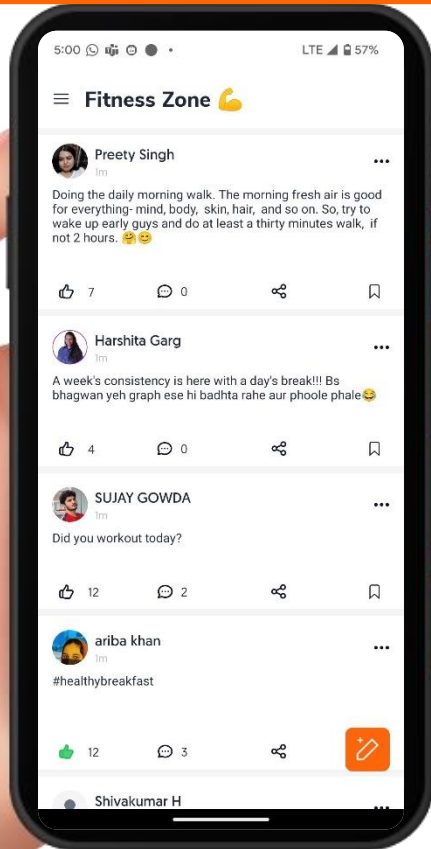 5:00 LTE 57%
Fitness Zone 💪
Preety Singh
1m
Doing the daily morning walk. The morning fresh air is good
for everything- mind, body, skin, hair, and so on. So, try to
wake up early guys and do at least a thirty minutes walk, if
not 2 hours. 🤗😊
7 0
Harshita Garg
1m
A week's consistency is here with a day's break!!! Bs
bhagwan yeh graph ese hi badhta rahe aur phoole phale😂
4 0
SUJAY GOWDA
1m
Did you workout today?
12 2
ariba khan
1m
#healthybreakfast
12 3
Shivakumar H